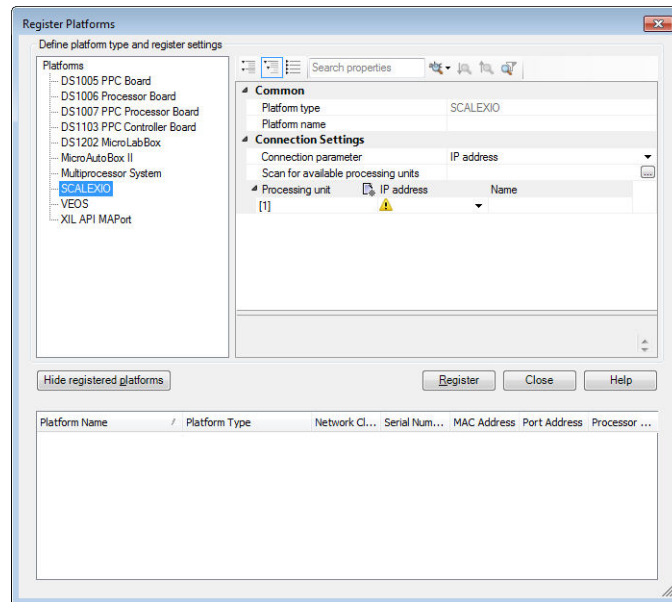 Register Platforms
Define platform type and register settings
Platforms
DS1005 PPC Board
DS1006 Processor Board
DS1007 PPC Processor Board
DS1103 PPC Controller Board
DS1202 MicroLabBox
MicroAutoBox II
Multiprocessor System
SCALEXIO
VEOS
XIL API MAPort
Search properties
Common
Platform type SCALEXIO
Platform name
Connection Settings
Connection parameter IP address
Scan for available processing units ...
Processing unit IP address Name
[1]
Hide registered platforms Register Close Help
Platform Name / Platform Type Network Cl... Serial Num... MAC Address Port Address Processor ...